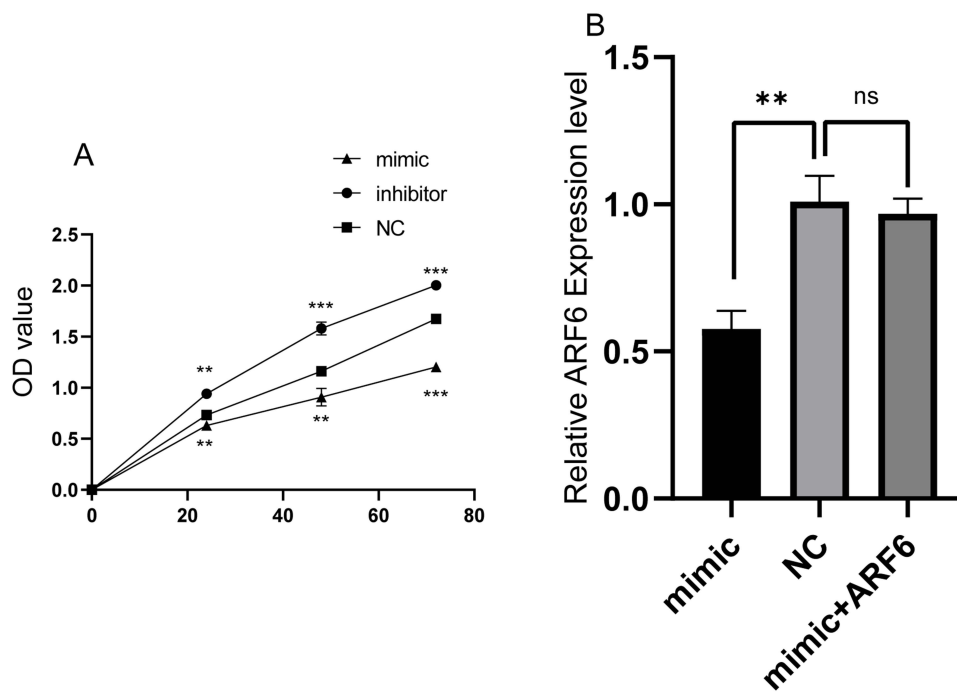 A
mimic
inhibitor
NC
OD value
2.5
2.0
1.5
1.0
0.5
0.0
0
20
40
60
80
**
***
***
**
**
***
B
Relative ARF6 Expression level
1.5
1.0
0.5
0.0
**
ns
mimic
NC
mimic+ARF6